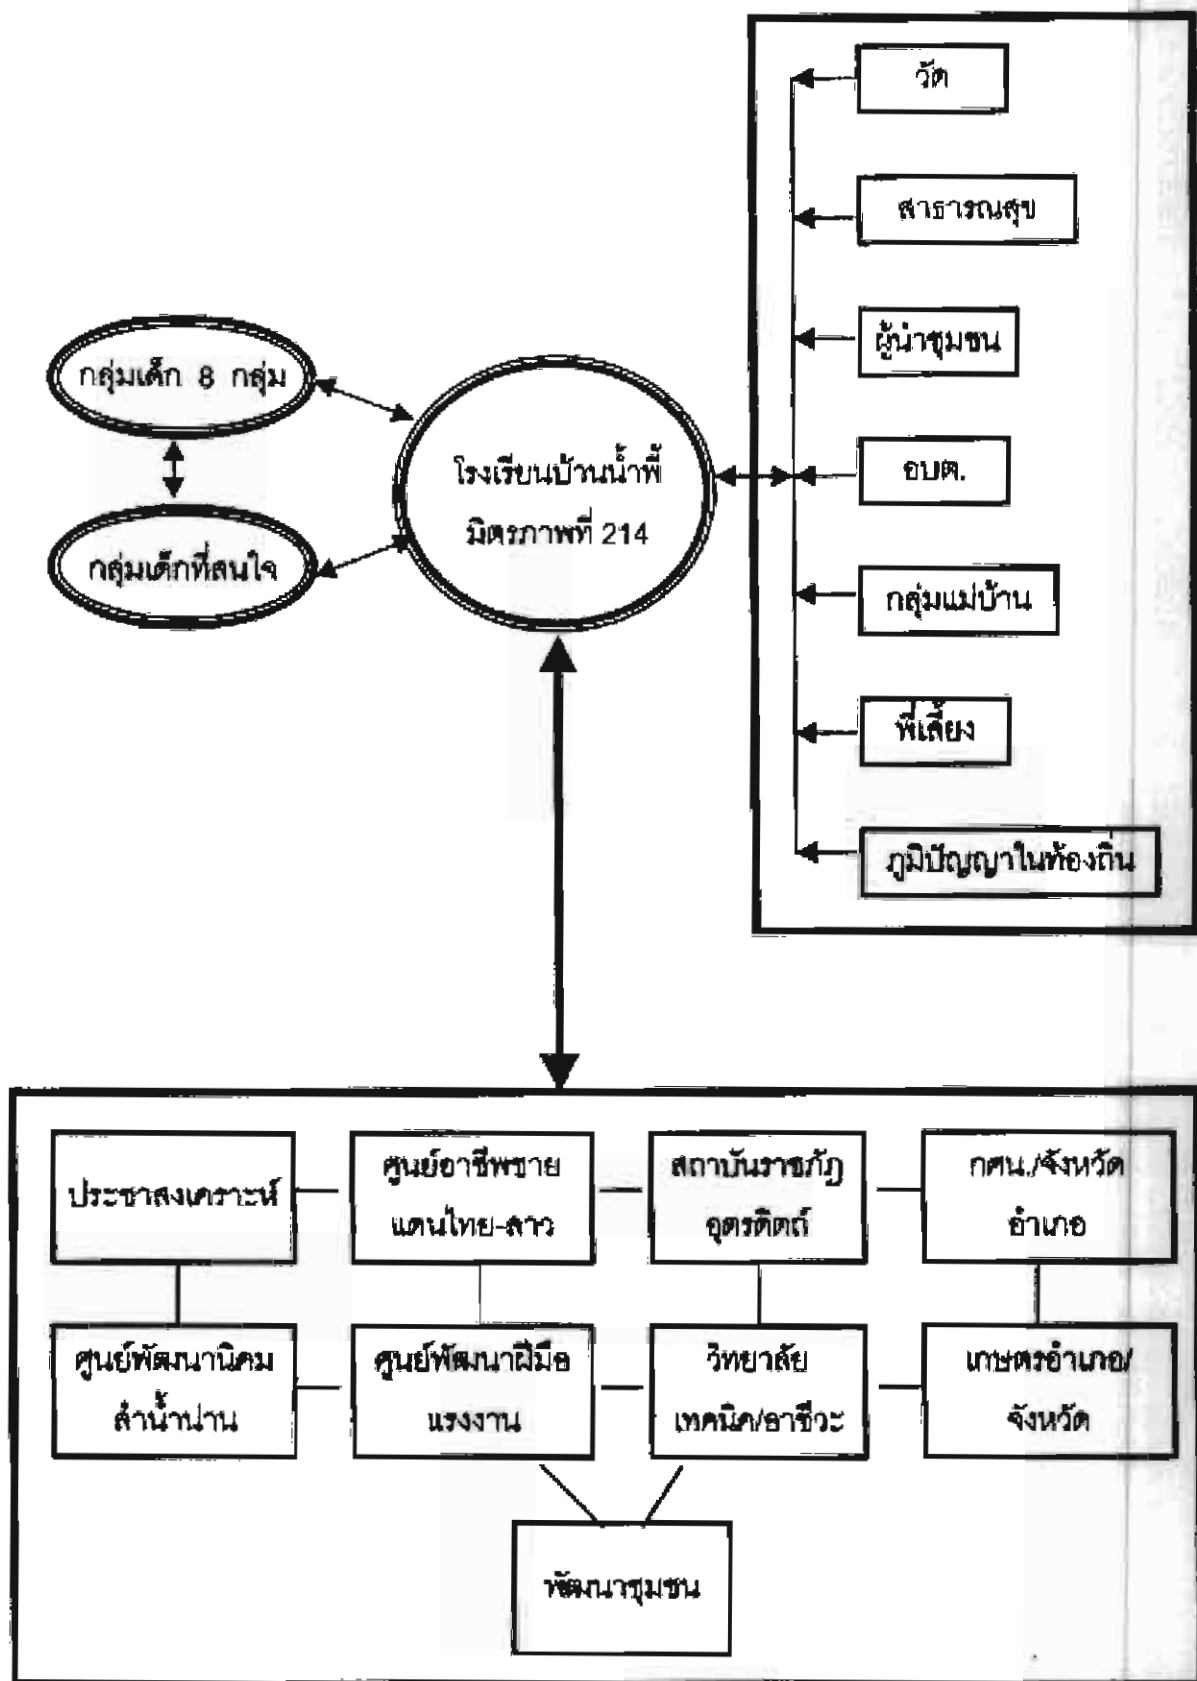 วัด
สาธารณสุข
ผู้นำชุมชน
กลุ่มเด็ก 8 กลุ่ม
โรงเรียนบ้านน้ำพี้
มิตรภาพที่ 214
อบต.
กลุ่มเด็กที่สนใจ
กลุ่มแม่บ้าน
พี่เลี้ยง
ภูมิปัญญาในท้องถิ่น
ประชาสงเคราะห์
ศูนย์อาชีพชาย
แดนไทย-ลาว
สถาบันราชภัฏ
อุตรดิตถ์
กศน./จังหวัด
อำเภอ
ศูนย์พัฒนานิคม
ลำน้ำน่าน
ศูนย์พัฒนาฝีมือ
แรงงาน
วิทยาลัย
เทคนิค/อาชีวะ
เกษตรอำเภอ/
จังหวัด
พัฒนาชุมชน